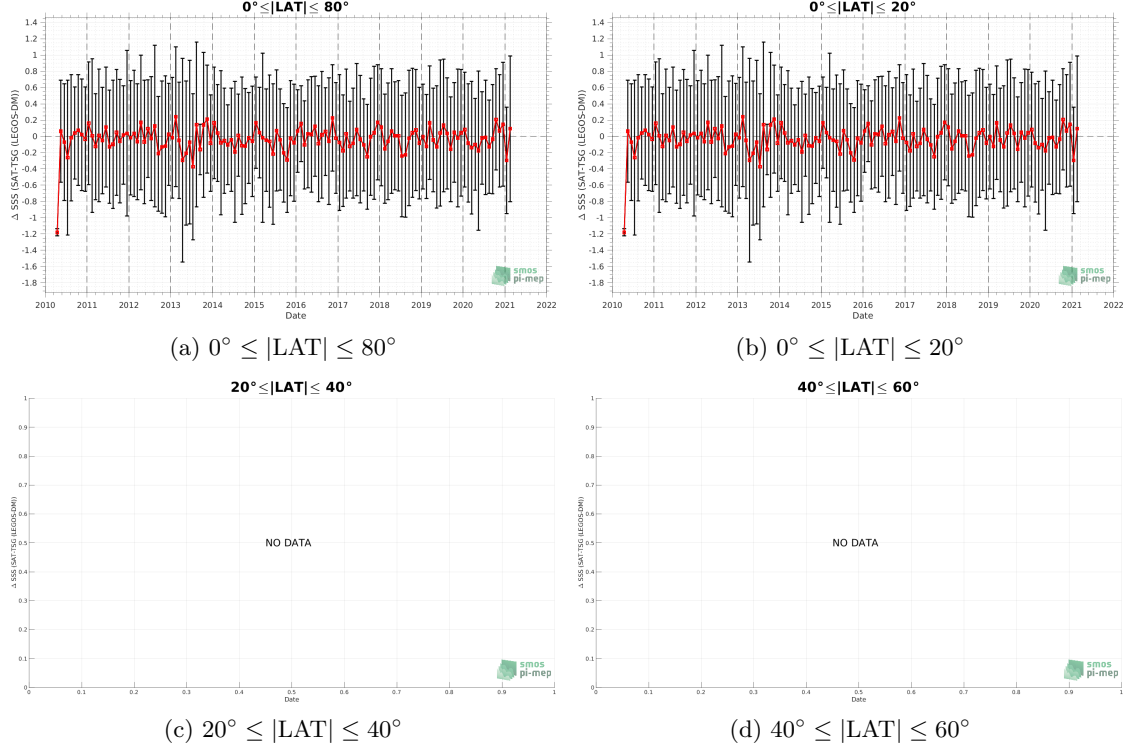 0°≤|LAT|≤ 80°
Δ SSS (SAT-TSG (LEGOS-DM))
1.4
1.2
1
0.8
0.6
0.4
0.2
0
-0.2
-0.4
-0.6
-0.8
-1
-1.2
-1.4
-1.6
-1.8
2010 2011 2012 2013 2014 2015 2016 2017 2018 2019 2020 2021 2022
Date
smos
pi-mep
(a) 0° ≤ |LAT| ≤ 80°
0°≤|LAT|≤ 20°
Δ SSS (SAT-TSG (LEGOS-DM))
1.4
1.2
1
0.8
0.6
0.4
0.2
0
-0.2
-0.4
-0.6
-0.8
-1
-1.2
-1.4
-1.6
-1.8
2010 2011 2012 2013 2014 2015 2016 2017 2018 2019 2020 2021 2022
Date
smos
pi-mep
(b) 0° ≤ |LAT| ≤ 20°
20°≤|LAT|≤ 40°
Δ SSS (SAT-TSG (LEGOS-DM))
1
0.9
0.8
0.7
0.6
0.5
0.4
0.3
0.2
0.1
0
NO DATA
0 0.1 0.2 0.3 0.4 0.5 0.6 0.7 0.8 0.9 1
Date
smos
pi-mep
(c) 20° ≤ |LAT| ≤ 40°
40°≤|LAT|≤ 60°
Δ SSS (SAT-TSG (LEGOS-DM))
1
0.9
0.8
0.7
0.6
0.5
0.4
0.3
0.2
0.1
0
NO DATA
0 0.1 0.2 0.3 0.4 0.5 0.6 0.7 0.8 0.9 1
Date
smos
pi-mep
(d) 40° ≤ |LAT| ≤ 60°